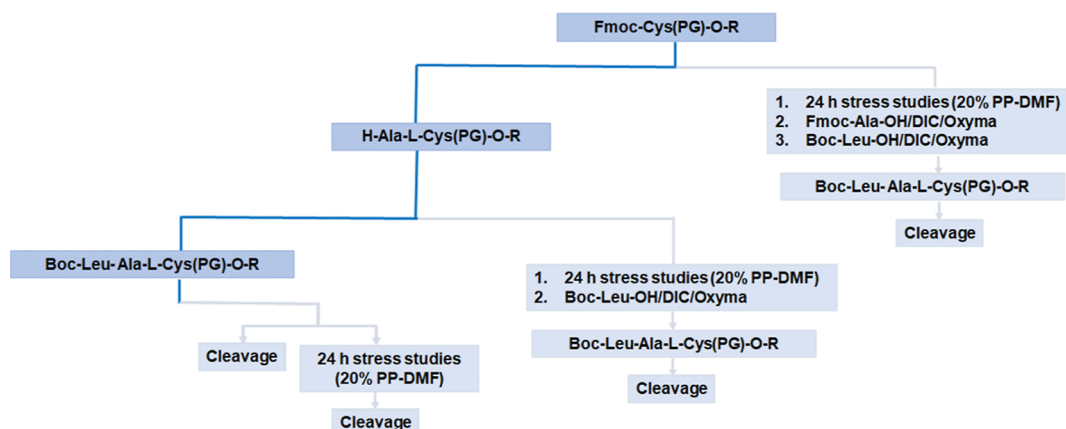 Fmoc-Cys(PG)-O-R
1. 24 h stress studies (20% PP-DMF)
2. Fmoc-Ala-OH/DIC/Oxyma
3. Boc-Leu-OH/DIC/Oxyma
H-Ala-L-Cys(PG)-O-R
Boc-Leu- Ala-L-Cys(PG)-O-R
Cleavage
Boc-Leu- Ala-L-Cys(PG)-O-R
1. 24 h stress studies (20% PP-DMF)
2. Boc-Leu-OH/DIC/Oxyma
Boc-Leu-Ala-L-Cys(PG)-O-R
Cleavage
Cleavage
24 h stress studies
(20% PP-DMF)
Cleavage